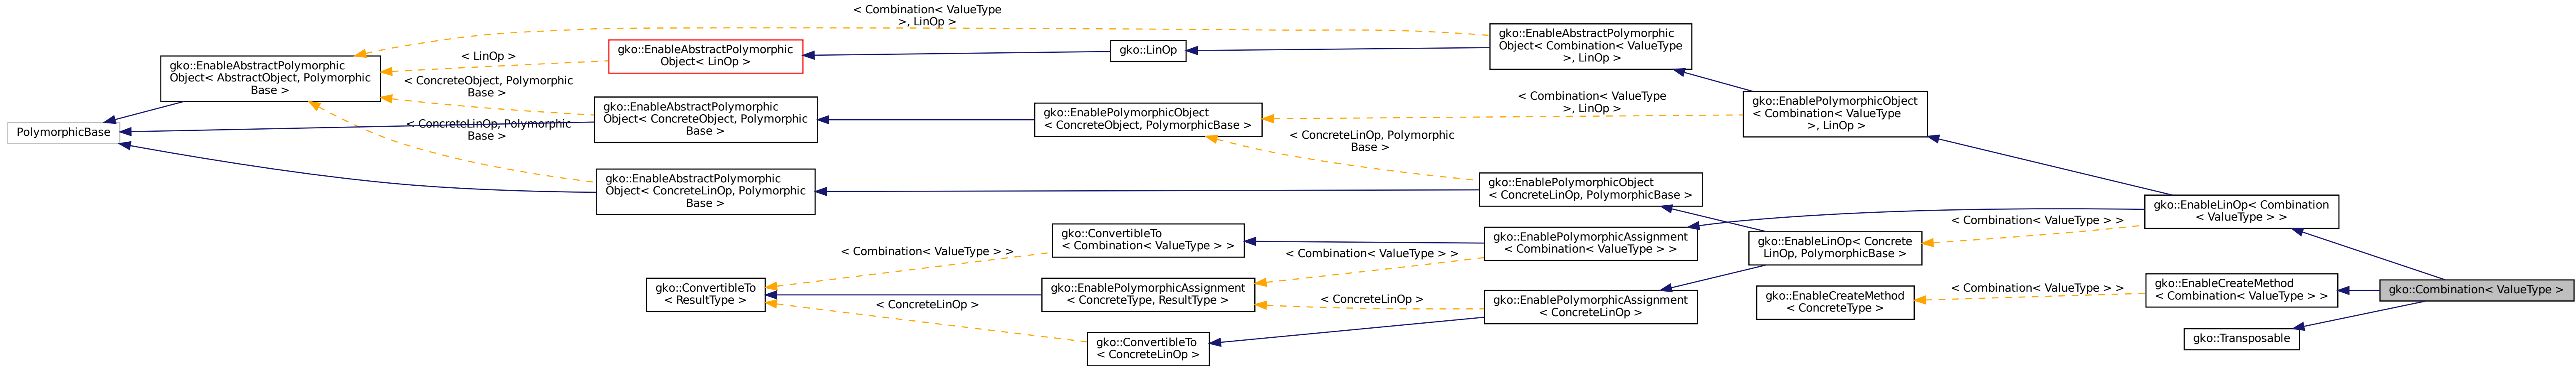 PolymorphicBase
gko::EnableAbstractPolymorphic
Object< AbstractObject, Polymorphic
Base >
< Combination< ValueType
>, LinOp >
< LinOp >
< ConcreteObject, Polymorphic
Base >
< ConcreteLinOp, Polymorphic
Base >
gko::EnableAbstractPolymorphic
Object< LinOp >
gko::EnableAbstractPolymorphic
Object< ConcreteObject, Polymorphic
Base >
gko::EnableAbstractPolymorphic
Object< ConcreteLinOp, Polymorphic
Base >
gko::ConvertibleTo
< ResultType >
< Combination< ValueType > >
< ConcreteLinOp >
gko::LinOp
gko::EnablePolymorphicObject
< ConcreteObject, PolymorphicBase >
gko::ConvertibleTo
< Combination< ValueType > >
gko::EnablePolymorphicAssignment
< ConcreteType, ResultType >
gko::ConvertibleTo
< ConcreteLinOp >
< Combination< ValueType
>, LinOp >
< ConcreteLinOp, Polymorphic
Base >
< Combination< ValueType > >
< ConcreteLinOp >
gko::EnableAbstractPolymorphic
Object< Combination< ValueType
>, LinOp >
gko::EnablePolymorphicObject
< ConcreteLinOp, PolymorphicBase >
gko::EnablePolymorphicAssignment
< Combination< ValueType > >
gko::EnablePolymorphicAssignment
< ConcreteLinOp >
gko::EnablePolymorphicObject
< Combination< ValueType
>, LinOp >
gko::EnableLinOp< Concrete
LinOp, PolymorphicBase >
gko::EnableCreateMethod
< ConcreteType >
< Combination< ValueType > >
< Combination< ValueType > >
gko::EnableLinOp< Combination
< ValueType > >
gko::EnableCreateMethod
< Combination< ValueType > >
gko::Transposable
gko::Combination< ValueType >